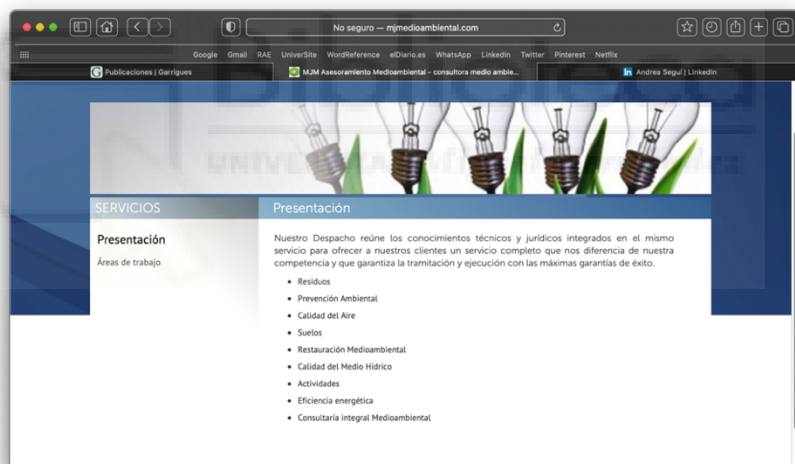 No seguro — mjmedioambiental.com
Google Gmail RAE UniverSite WordReference elDiario.es WhatsApp LinkedIn Twitter Pinterest Netflix
Publicaciones | Garrigues
MJM Asesoramiento Medioambiental - consultora medio ambie...
Andrea Seguí | LinkedIn
Biblioteca
SERVICIOS
Presentación
Presentación
Áreas de trabajo
Nuestro Despacho reúne los conocimientos técnicos y jurídicos integrados en el mismo
servicio para ofrecer a nuestros clientes un servicio completo que nos diferencia de nuestra
competencia y que garantiza la tramitación y ejecución con las máximas garantías de éxito.
• Residuos
• Prevención Ambiental
• Calidad del Aire
• Suelos
• Restauración Medioambiental
• Calidad del Medio Hídrico
• Actividades
• Eficiencia energética
• Consultaría integral Medioambiental